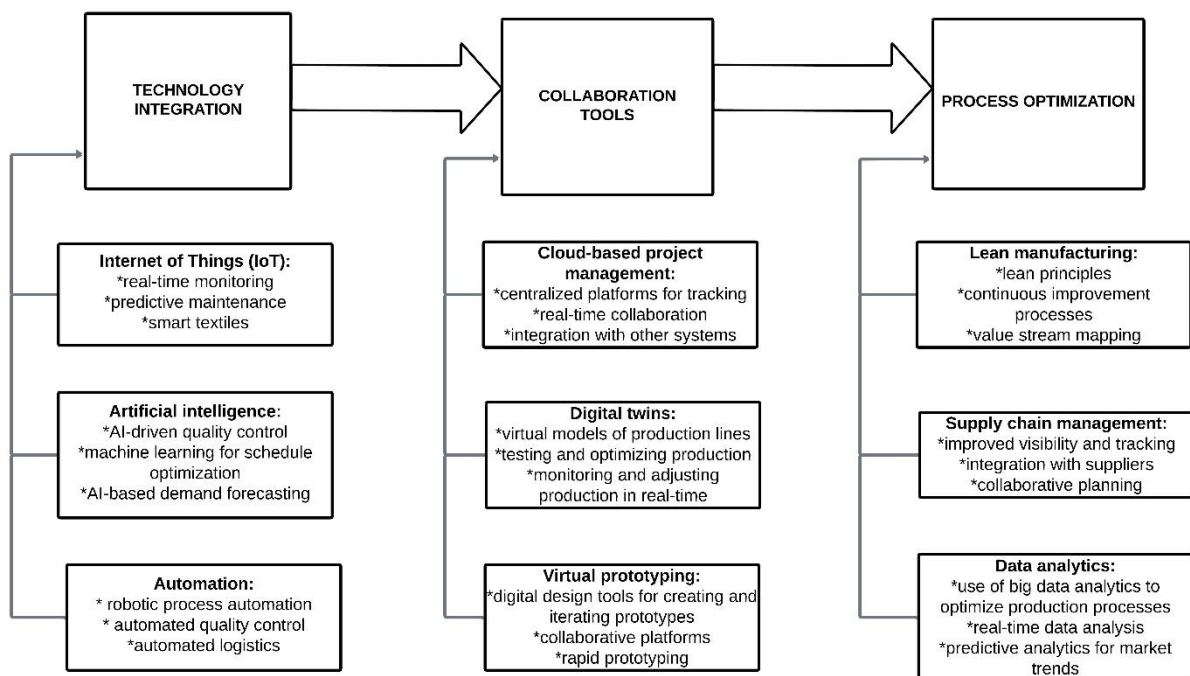 TECHNOLOGY
INTEGRATION
COLLABORATION
TOOLS
PROCESS OPTIMIZATION
Internet of Things (IoT):
*real-time monitoring
*predictive maintenance
*smart textiles
Artificial intelligence:
*AI-driven quality control
*machine learning for schedule
optimization
*AI-based demand forecasting
Automation:
* robotic process automation
* automated quality control
*automated logistics
Cloud-based project
management:
*centralized platforms for tracking
*real-time collaboration
*integration with other systems
Digital twins:
*virtual models of production lines
*testing and optimizing production
*monitoring and adjusting
production in real-time
Virtual prototyping:
*digital design tools for creating and
iterating prototypes
*collaborative platforms
*rapid prototyping
Lean manufacturing:
*lean principles
*continuous improvement
processes
*value stream mapping
Supply chain management:
*improved visibility and tracking
*integration with suppliers
*collaborative planning
Data analytics:
*use of big data analytics to
optimize production processes
*real-time data analysis
*predictive analytics for market
trends